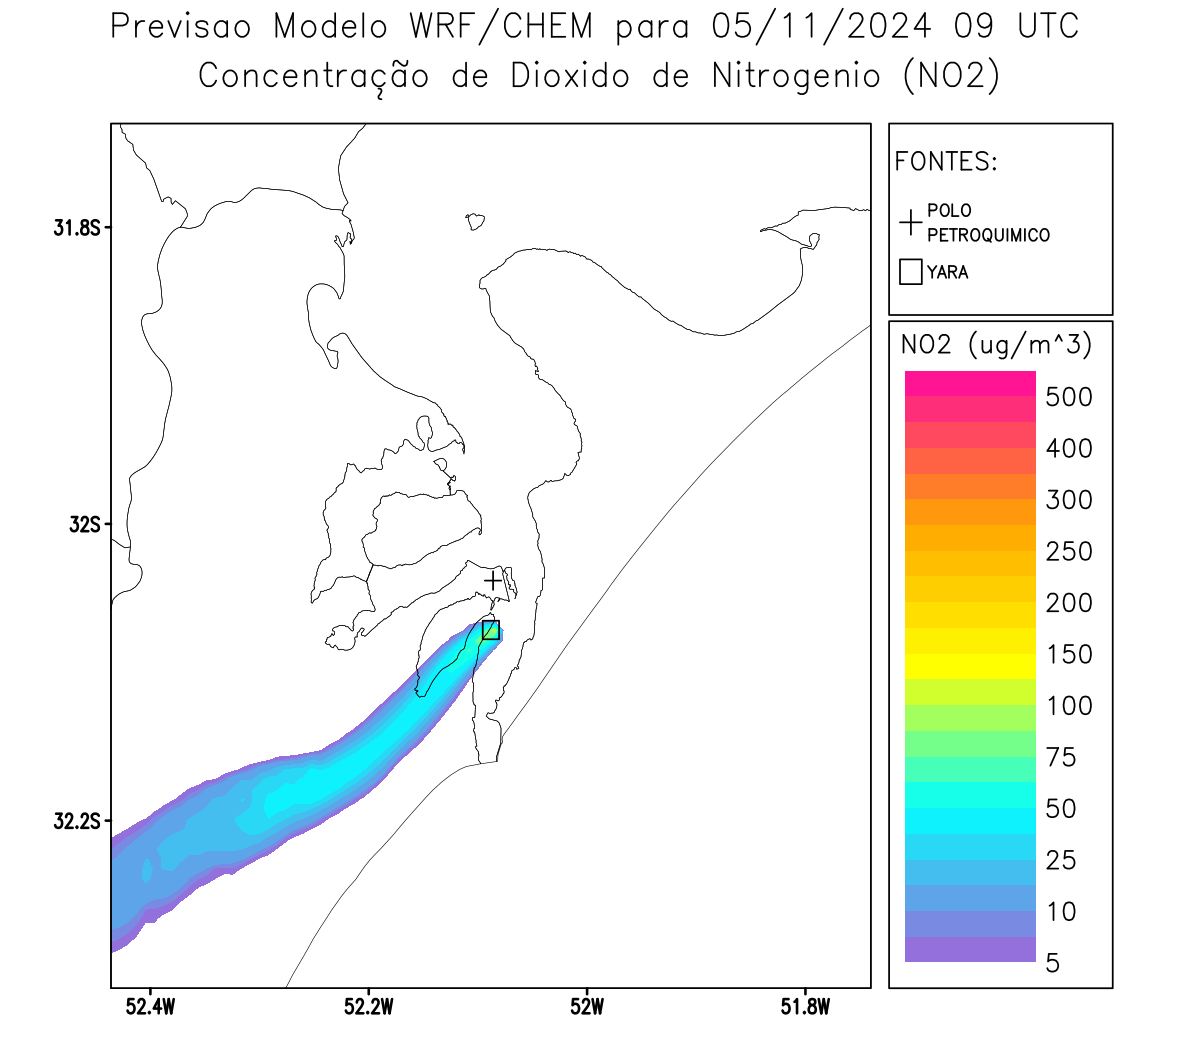 Previsao Modelo WRF/CHEM para 05/11/2024 09 UTC
Concentração de Dioxido de Nitrogenio (NO2)
FONTES:
POLO
PETROQUIMICO
YARA
NO2 (ug/m^3)
500
400
300
250
200
150
100
75
50
25
10
5
31.8S
32S
32.2S
52.4W
52.2W
52W
51.8W